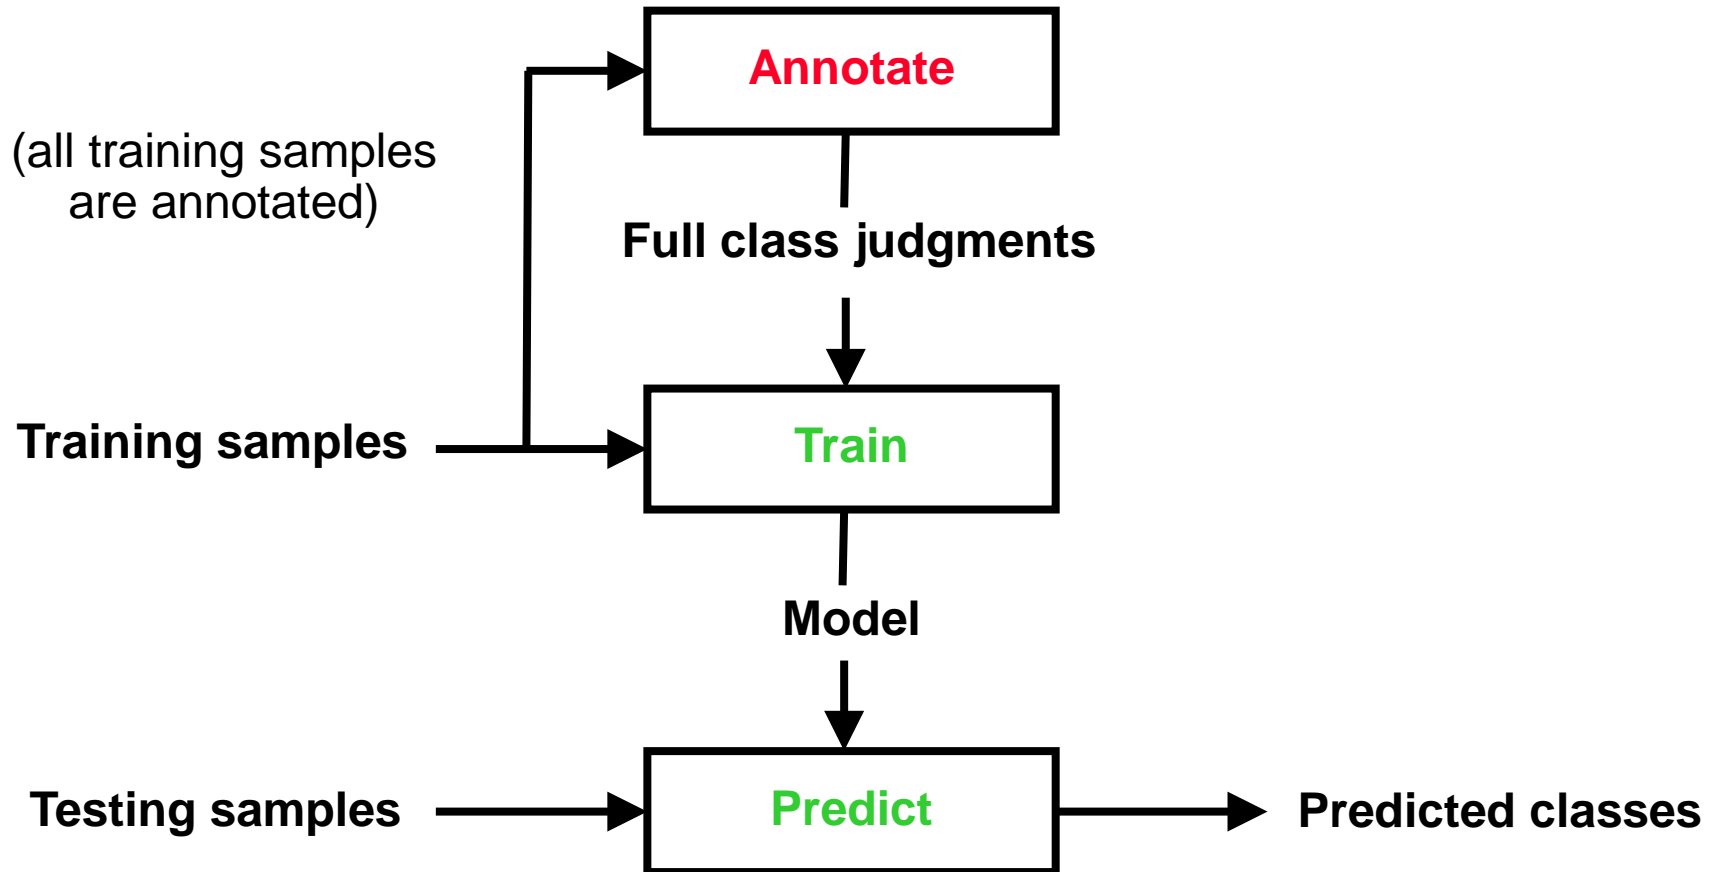 Annotate
(all training samples
are annotated)
Full class judgments
Training samples
Train
Model
Testing samples
Predict
Predicted classes